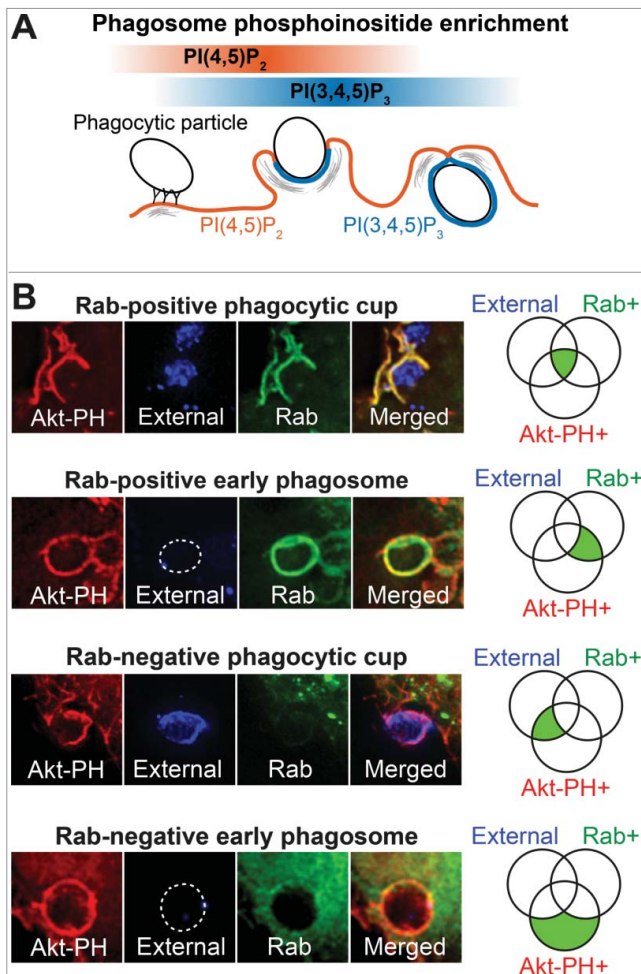 A
Phagosome phosphoinositide enrichment
PI(4,5)P2
PI(3,4,5)P3
Phagocytic particle
PI(4,5)P2
PI(3,4,5)P3
B
Rab-positive phagocytic cup
External Rab+
Akt-PH External Rab Merged
Akt-PH+
Rab-positive early phagosome
External Rab+
Akt-PH External Rab Merged
Akt-PH+
Rab-negative phagocytic cup
External Rab+
Akt-PH External Rab Merged
Akt-PH+
Rab-negative early phagosome
External Rab+
Akt-PH External Rab Merged
Akt-PH+